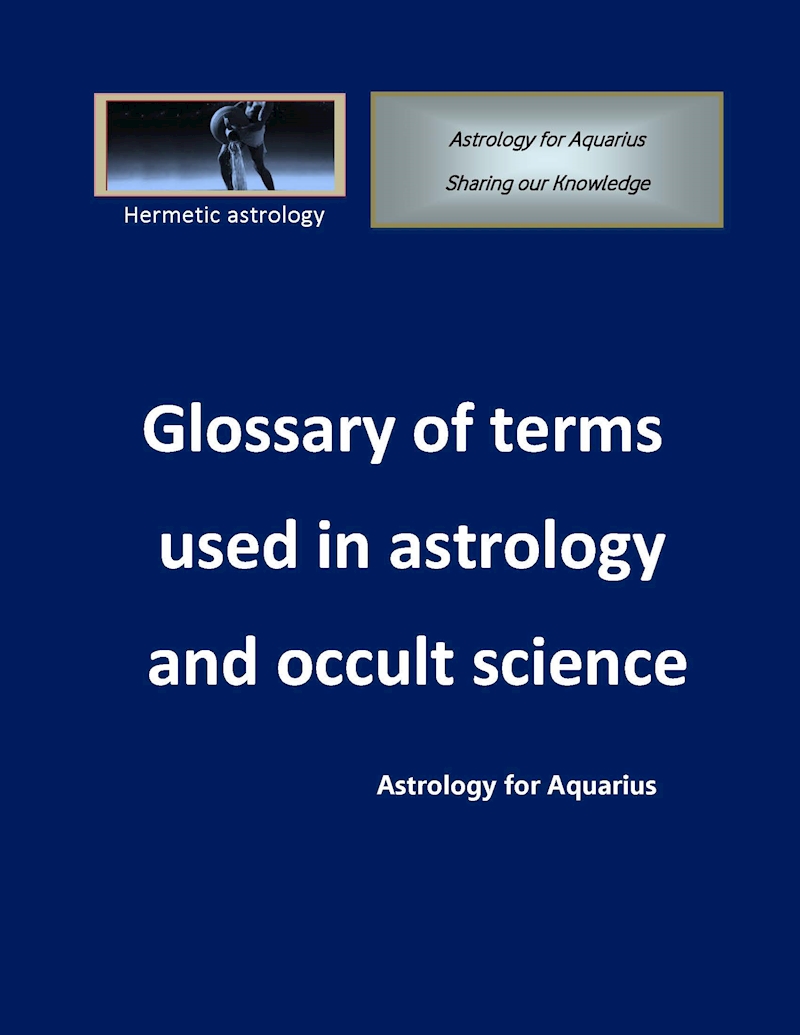 Hermetic astrology
Astrology for Aquarius
Sharing our Knowledge
Glossary of terms
used in astrology
and occult science
Astrology for Aquarius